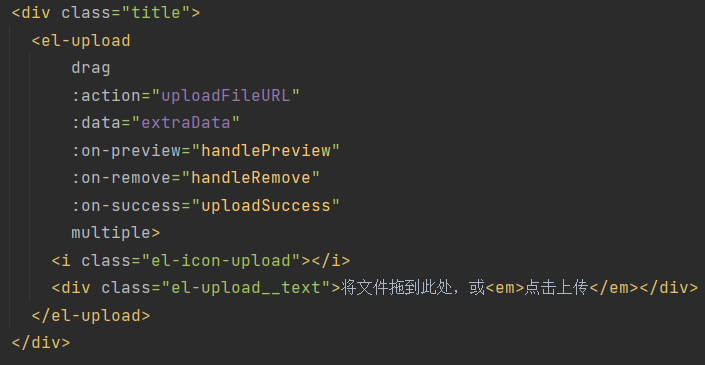 <div class="title">
<el-upload
drag
:action="uploadFileURL"
:data="extraData"
:on-preview="handlePreview"
:on-remove="handleRemove"
:on-success="uploadSuccess"
multiple>
<i class="el-icon-upload"></i>
<div class="el-upload__text">将文件拖到此处，或<em>点击上传</em></div>
</el-upload>
</div>